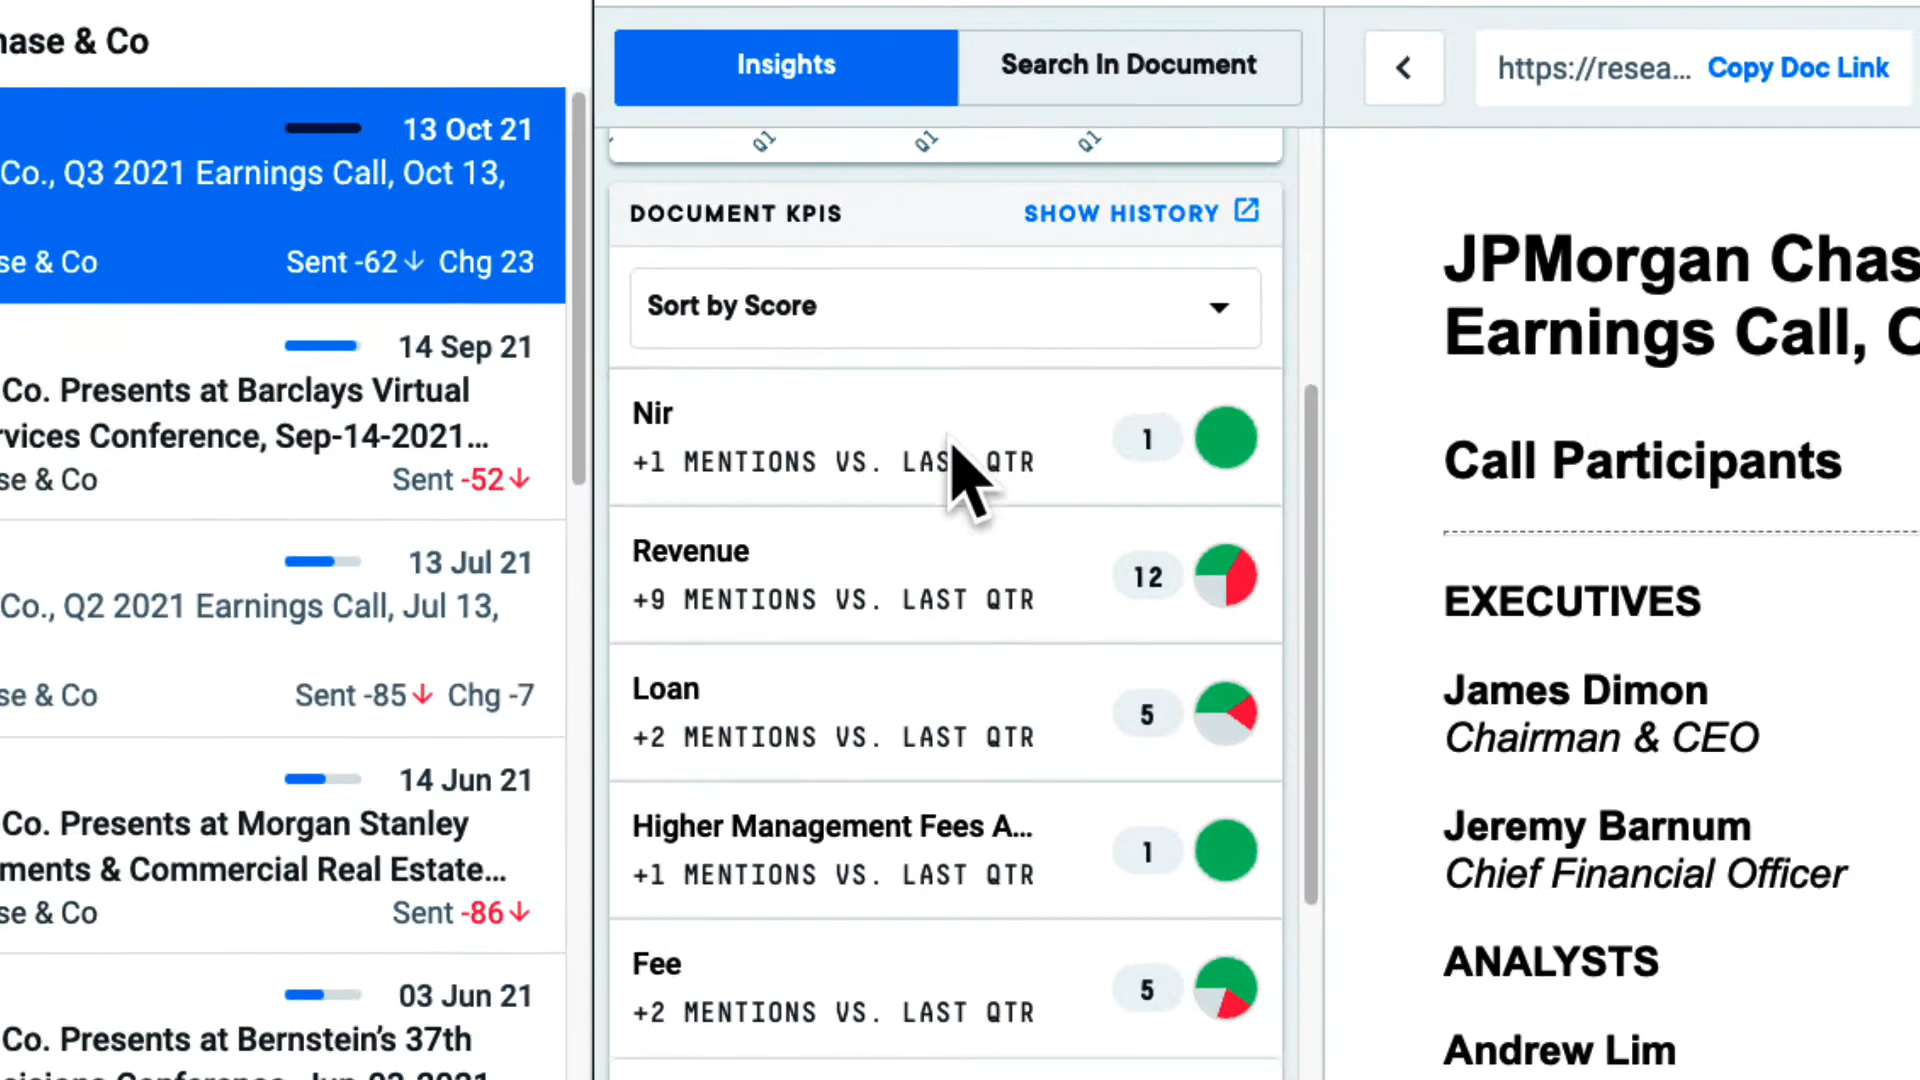 hase & Co
13 Oct 21
Co., Q3 2021 Earnings Call, Oct 13,
se & Co Sent -62↓ Chg 23
14 Sep 21
Co. Presents at Barclays Virtual
rvices Conference, Sep-14-2021...
se & Co Sent -52↓
13 Jul 21
Co., Q2 2021 Earnings Call, Jul 13,
se & Co Sent -85↓ Chg -7
14 Jun 21
Co. Presents at Morgan Stanley
ments & Commercial Real Estate...
se & Co Sent -86↓
03 Jun 21
Co. Presents at Bernstein's 37th
Insights Search In Document
Q1 Q1 Q1
DOCUMENT KPIS SHOW HISTORY
Sort by Score
Nir
+1 MENTIONS VS. LAST QTR
1
Revenue
+9 MENTIONS VS. LAST QTR
12
Loan
+2 MENTIONS VS. LAST QTR
5
Higher Management Fees A...
+1 MENTIONS VS. LAST QTR
1
Fee
+2 MENTIONS VS. LAST QTR
5
https://resea... Copy Doc Link
JPMorgan Chas
Earnings Call, O
Call Participants
EXECUTIVES
James Dimon
Chairman & CEO
Jeremy Barnum
Chief Financial Officer
ANALYSTS
Andrew Lim